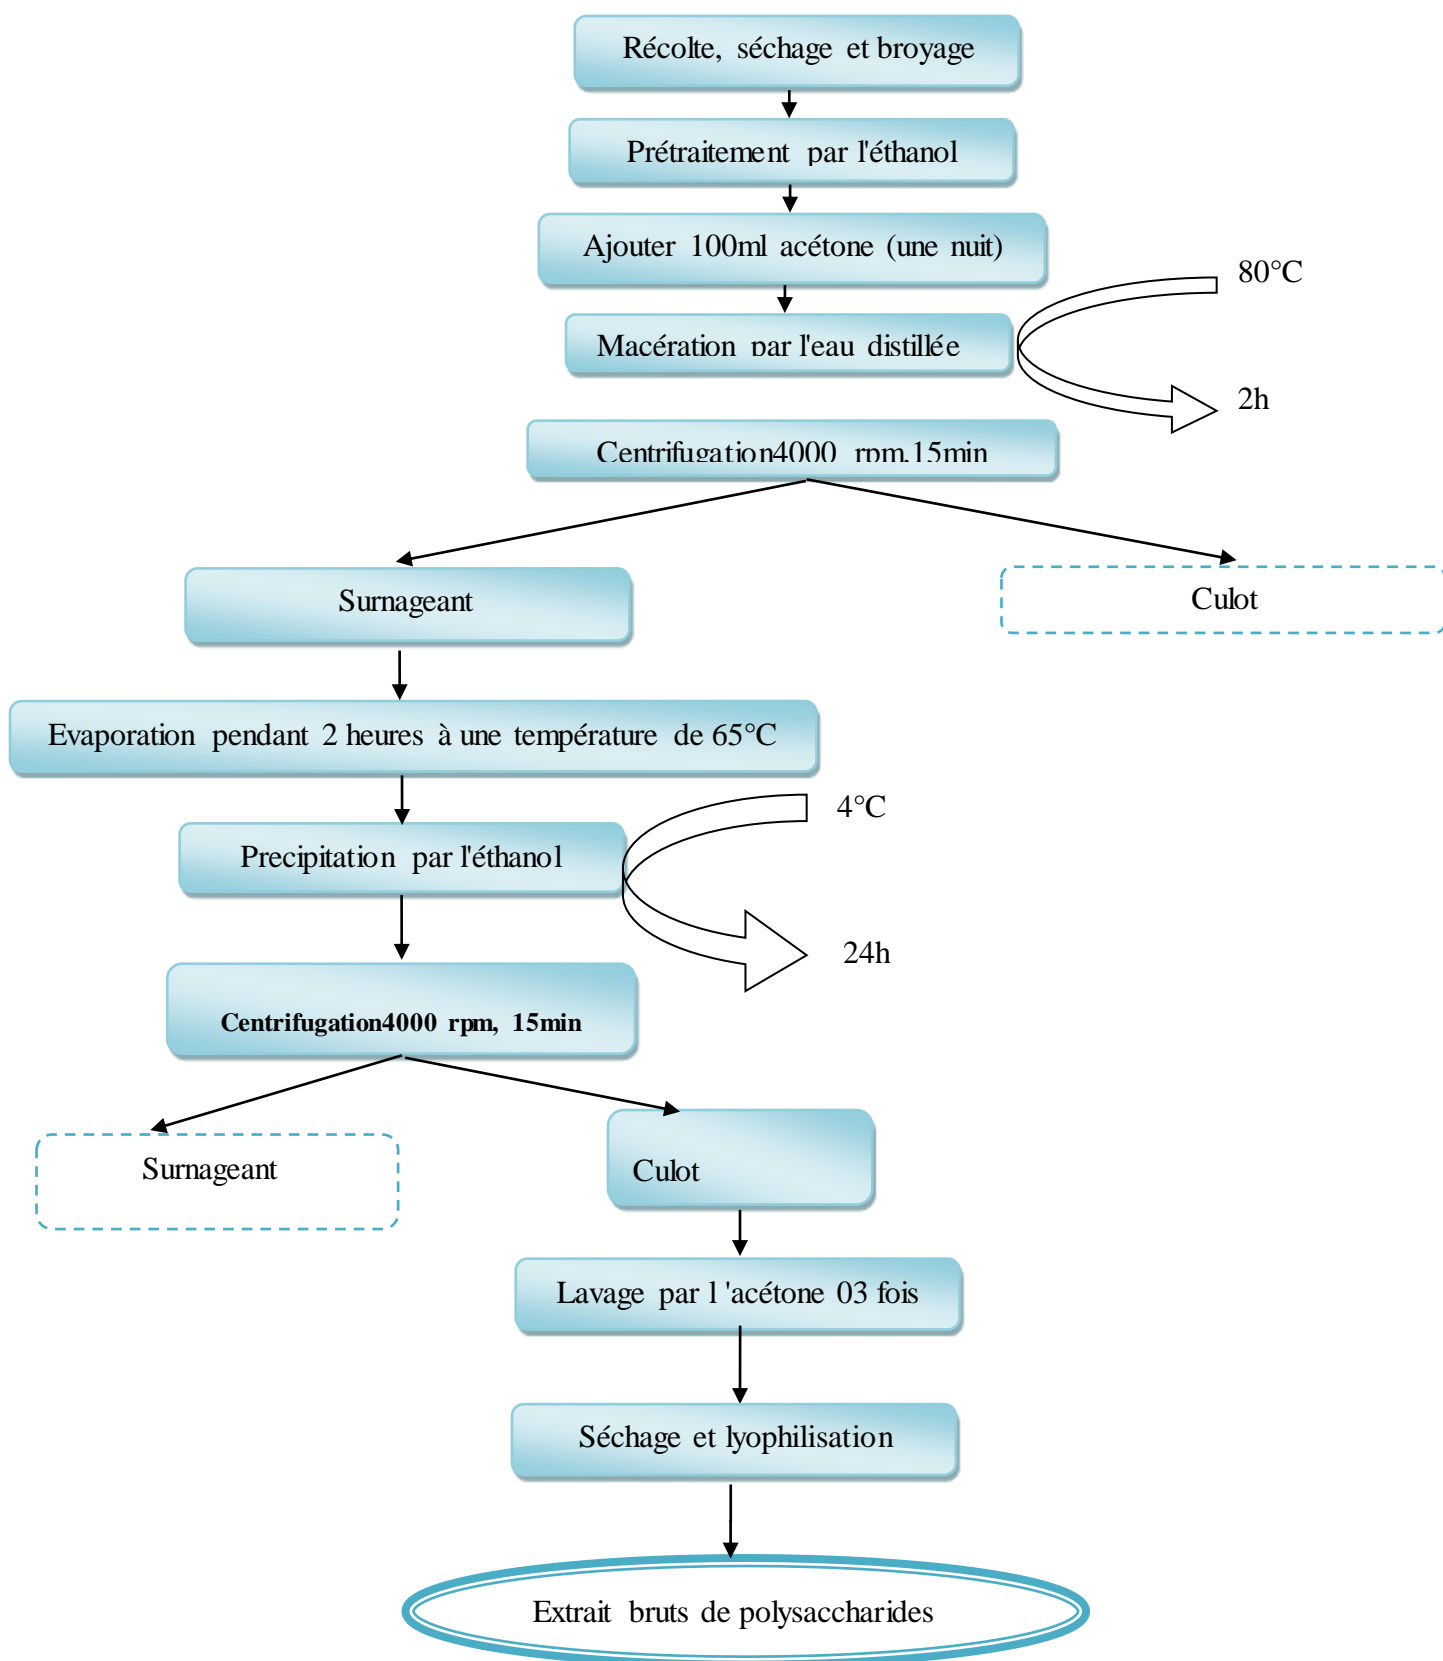 Récolte, séchage et broyage
Prétraitement par l'éthanol
Ajouter 100ml acétone (une nuit)
80°C
Macération par l'eau distillée
2h
Centrifugation4000 rpm,15min
Surnageant
Culot
Evaporation pendant 2 heures à une température de 65°C
4°C
Precipitation par l'éthanol
24h
Centrifugation4000 rpm, 15min
Surnageant
Culot
Lavage par l 'acétone 03 fois
Séchage et lyophilisation
Extrait bruts de polysaccharides